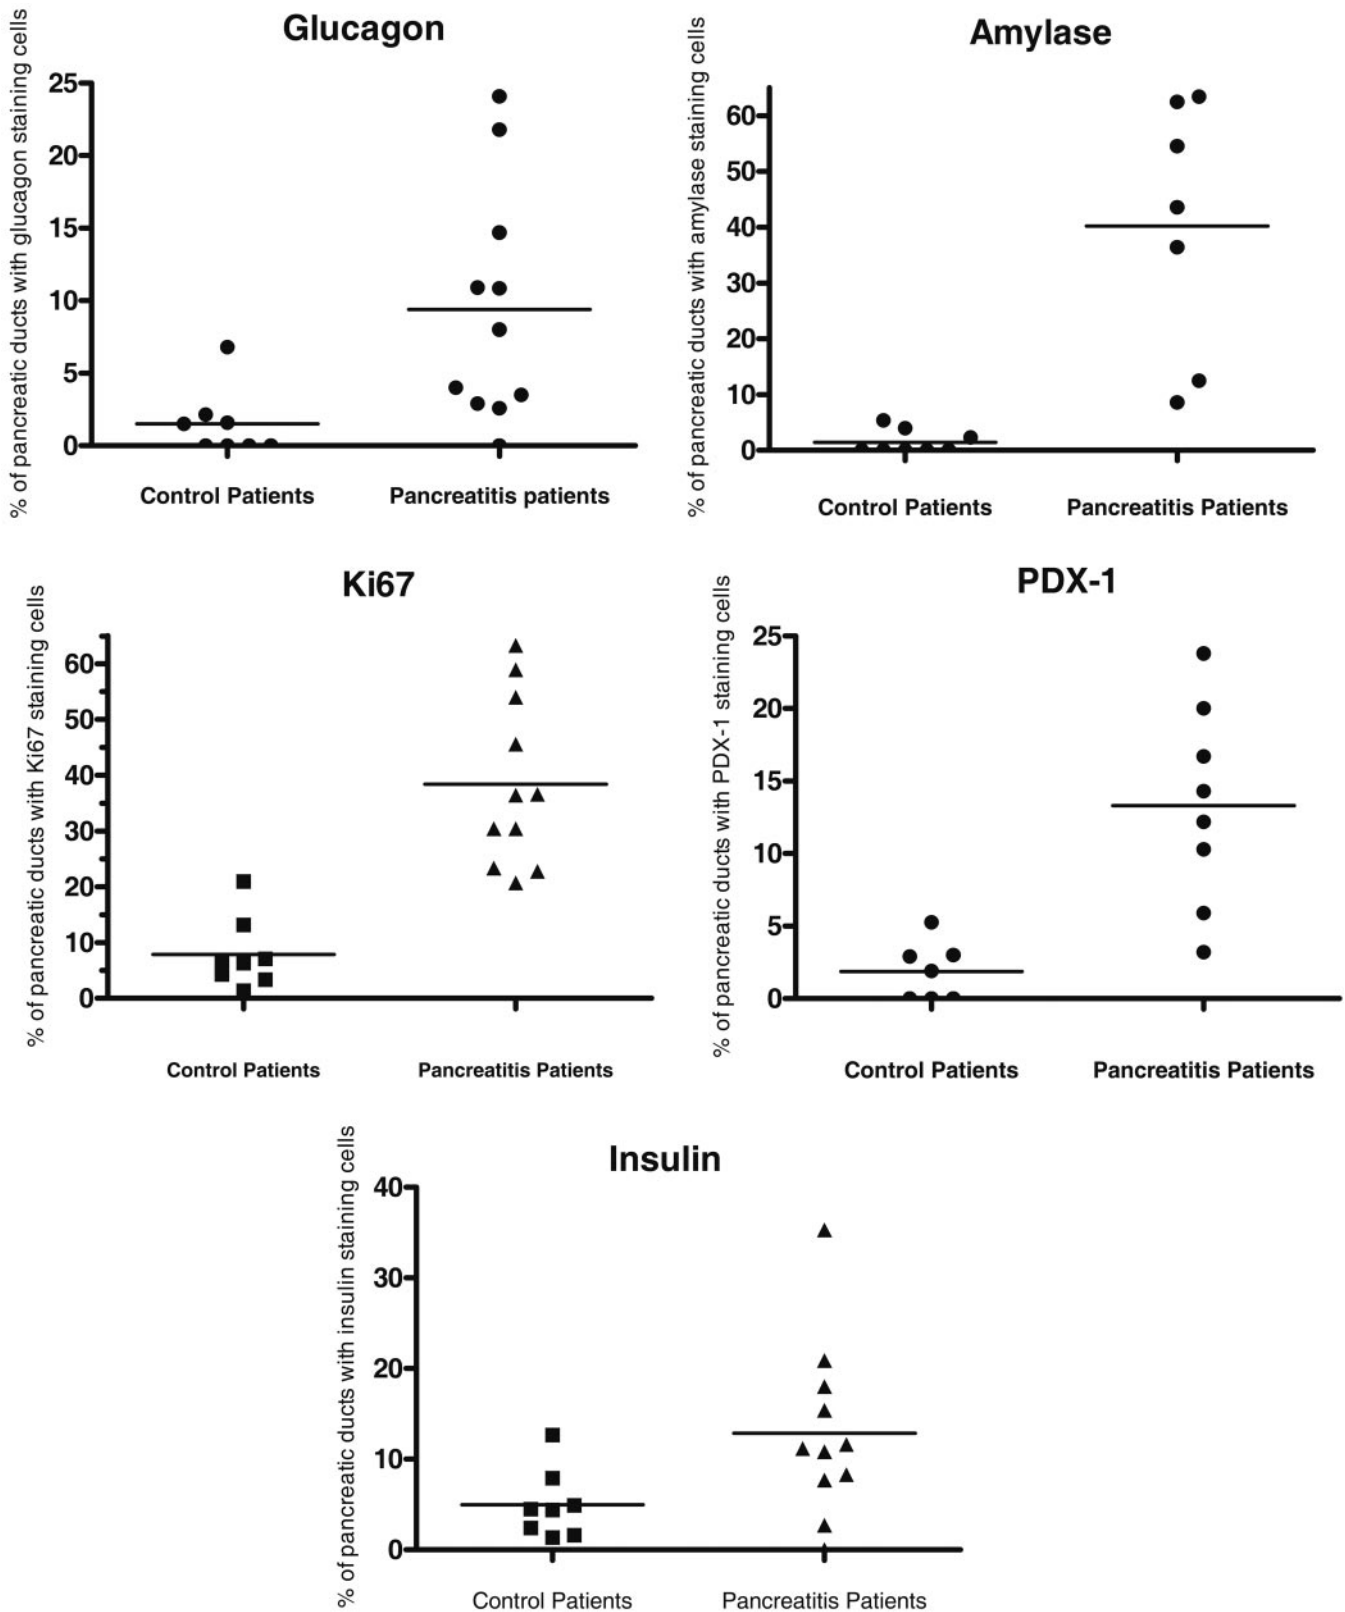 Glucagon
% of pancreatic ducts with glucagon staining cells
25
20
15
10
5
0
Control Patients
Pancreatitis patients
Amylase
% of pancreatic ducts with amylase staining cells
60
50
40
30
20
10
0
Control Patients
Pancreatitis Patients
Ki67
% of pancreatic ducts with Ki67 staining cells
60
50
40
30
20
10
0
Control Patients
Pancreatitis Patients
PDX-1
% of pancreatic ducts with PDX-1 staining cells
25
20
15
10
5
0
Control Patients
Pancreatitis Patients
Insulin
% of pancreatic ducts with insulin staining cells
40
30
20
10
0
Control Patients
Pancreatitis Patients